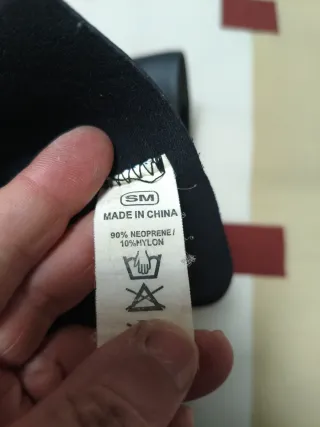 SM
MADE IN CHINA
90% NEOPRENE/
10%NYLON